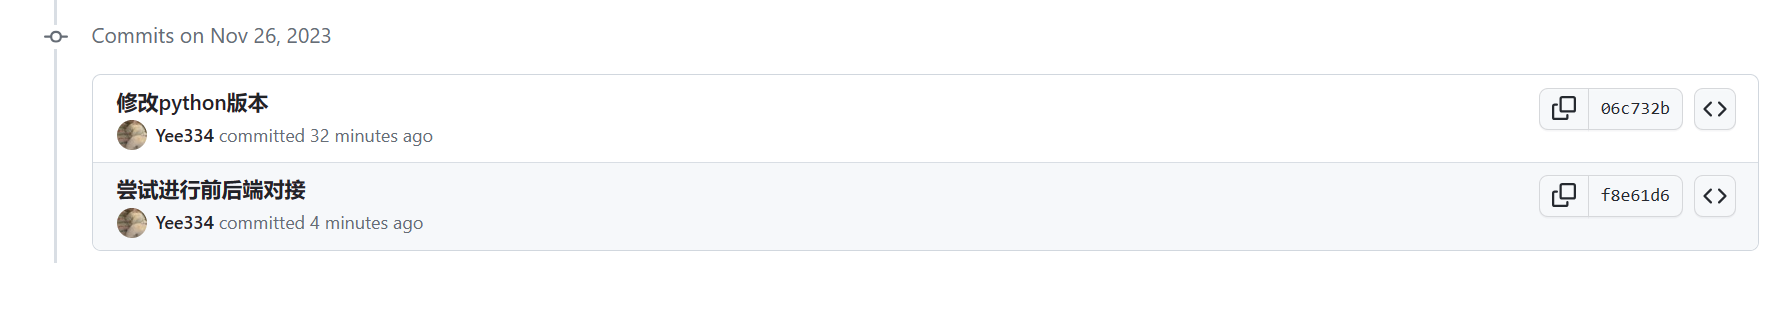 Commits on Nov 26, 2023
修改python版本
06c732b
Yee334 committed 32 minutes ago
尝试进行前后端对接
f8e61d6
Yee334 committed 4 minutes ago